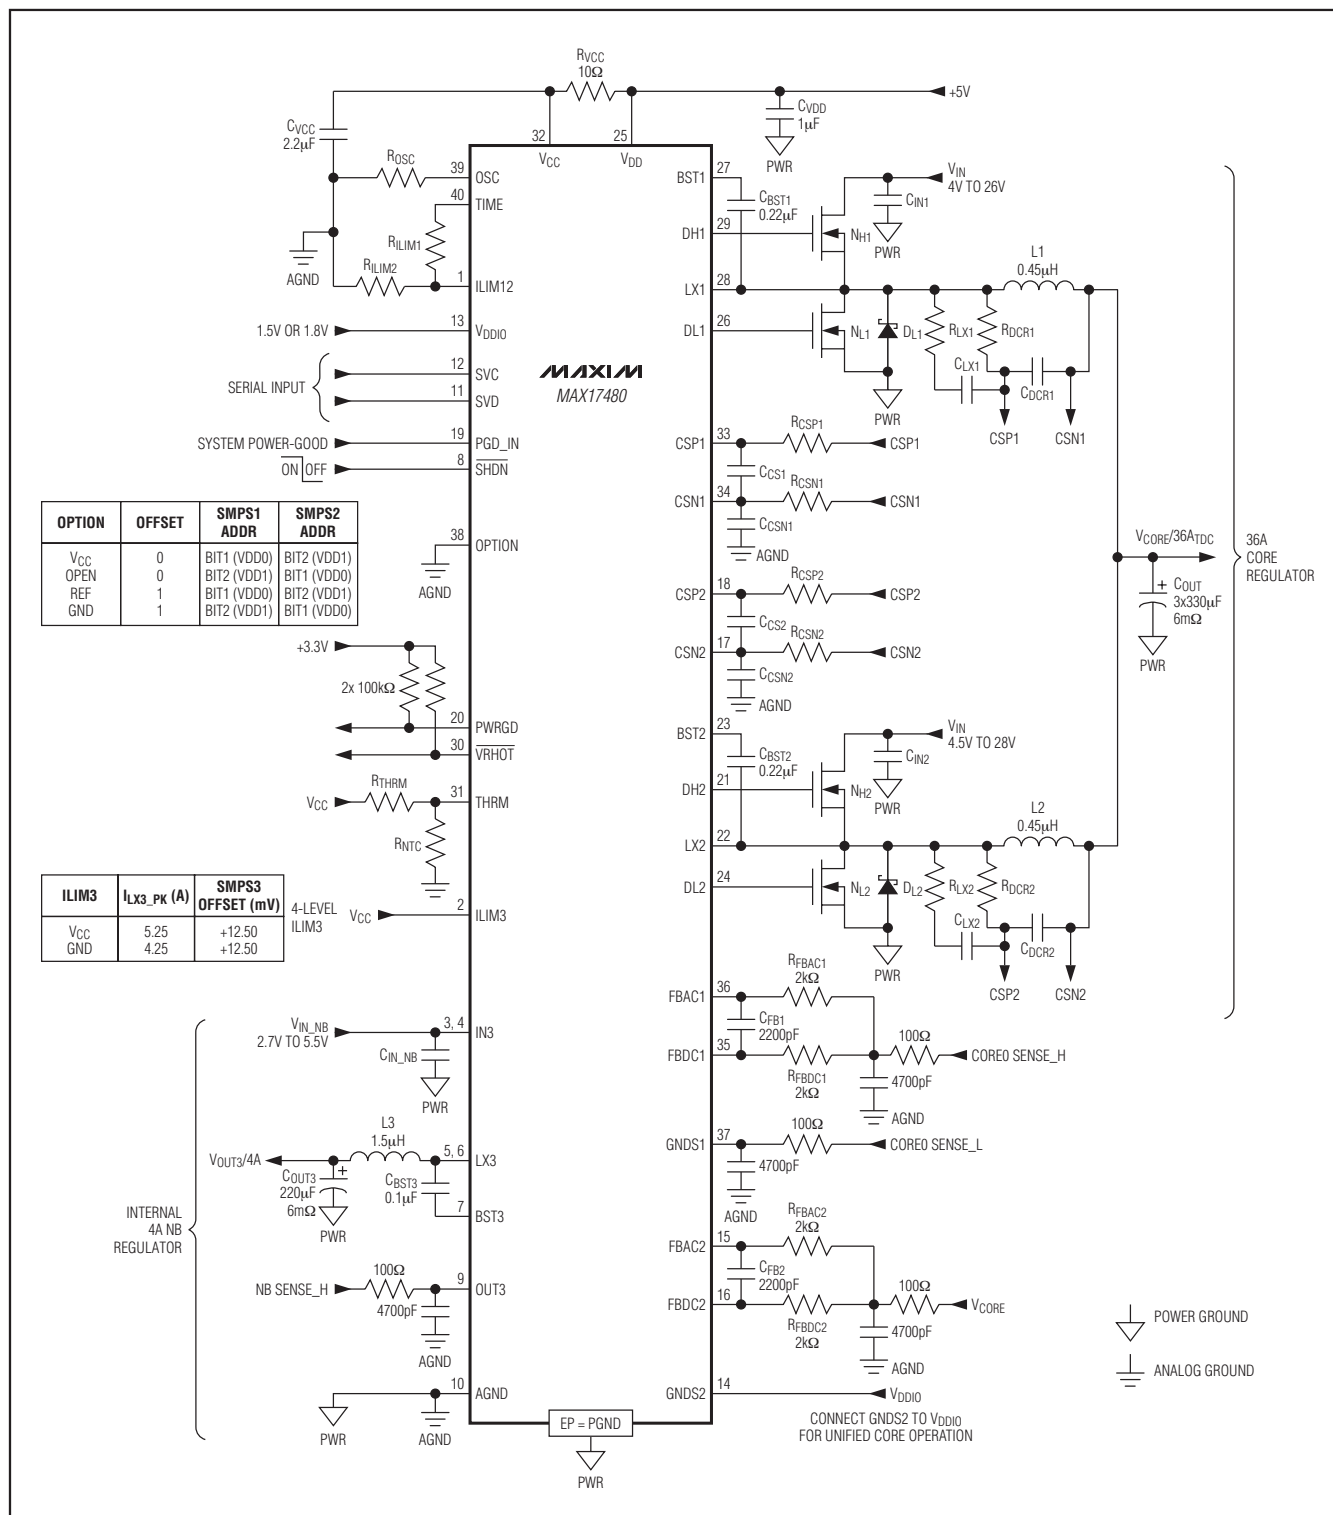 RVCC
10Ω
+5V
CVCC
2.2µF
CVDD
1µF
PWR
32
25
VCC
VDD
ROSC
39
OSC
40
TIME
RILIM1
AGND
RILIM2
1
ILIM12
1.5V OR 1.8V
13
VDDIO
SERIAL INPUT
12
SVC
11
SVD
SYSTEM POWER-GOOD
19
PGD_IN
ON OFF
8
SHDN
MAXIM
MAX17480
OPTION OFFSET SMPS1 ADDR SMPS2 ADDR
VCC 0 BIT1 (VDD0) BIT2 (VDD1)
OPEN 0 BIT2 (VDD1) BIT1 (VDD0)
REF 1 BIT1 (VDD0) BIT2 (VDD1)
GND 1 BIT2 (VDD1) BIT1 (VDD0)
38
OPTION
AGND
+3.3V
2x 100kΩ
20
PWRGD
30
VRHOT
RTHRM
VCC
31
THRM
RNTC
ILIM3 ILX3_PK (A) SMPS3 OFFSET (mV)
VCC 5.25 +12.50
GND 4.25 +12.50
4-LEVEL
ILIM3
VCC
2
ILIM3
VIN_NB
2.7V TO 5.5V
3, 4
IN3
CIN_NB
PWR
L3
1.5µH
VOUT3/4A
5, 6
LX3
COUT3
220µF
6mΩ
+
PWR
CBST3
0.1µF
7
BST3
INTERNAL
4A NB
REGULATOR
NB SENSE_H
100Ω
9
OUT3
4700pF
AGND
10
AGND
PWR
AGND
EP = PGND
PWR
BST1
27
CBST1
0.22µF
VIN
4V TO 26V
CIN1
PWR
DH1
29
NH1
LX1
28
L1
0.45µH
DL1
26
NL1
DL1
RLX1
RDCR1
CLX1
CDCR1
PWR
CSP1
CSN1
CSP1
33
RCSP1
CSP1
CCS1
CSN1
34
RCSN1
CSN1
CCSN1
AGND
CSP2
18
RCSP2
CSP2
CCS2
CSN2
17
RCSN2
CSN2
CCSN2
AGND
VCORE/36ATDC
+
COUT
3x330µF
6mΩ
PWR
36A
CORE
REGULATOR
BST2
23
CBST2
0.22µF
VIN
4.5V TO 28V
CIN2
PWR
DH2
21
NH2
LX2
22
L2
0.45µH
DL2
24
NL2
DL2
RLX2
RDCR2
CLX2
CDCR2
PWR
CSP2
CSN2
FBAC1
36
RFBAC1
2kΩ
CFB1
2200pF
FBDC1
35
RFBDC1
2kΩ
100Ω
CORE0 SENSE_H
4700pF
AGND
GNDS1
37
100Ω
CORE0 SENSE_L
4700pF
AGND
FBAC2
15
RFBAC2
2kΩ
CFB2
2200pF
FBDC2
16
RFBDC2
2kΩ
100Ω
VCORE
4700pF
AGND
GNDS2
14
VDDIO
CONNECT GNDS2 TO VDDIO
FOR UNIFIED CORE OPERATION
POWER GROUND
ANALOG GROUND